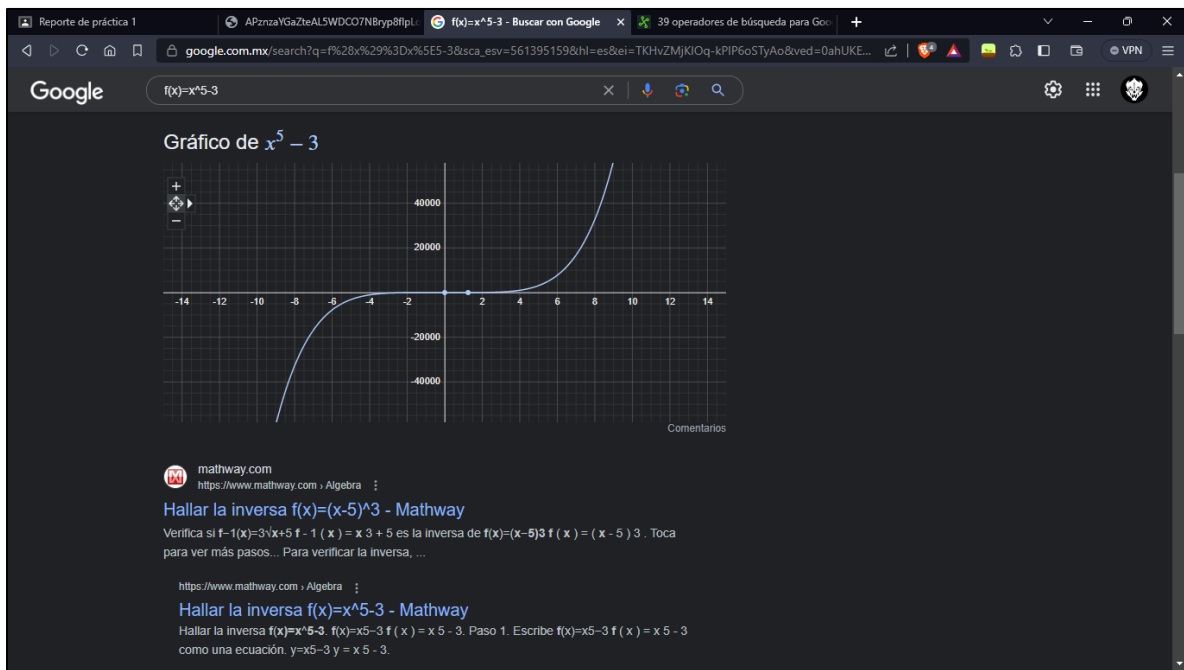 Reporte de práctica 1
APznzaYGaZteAL5WDCO7NBryp8flpLc
f(x)=x^5-3 - Buscar con Google
39 operadores de búsqueda para Goo
google.com.mx/search?q=f%28x%29%3Dx%5E5-3&sca_esv=561395159&hl=es&ei=TKHvZMjKIOq-kPIP6oSTyAo&ved=0ahUKE...
4
VPN
Google
f(x)=x^5-3
Gráfico de x⁵ – 3
+
−
40000
20000
-14 -12 -10 -8 -6 -4 -2 2 4 6 8 10 12 14
-20000
-40000
Comentarios
mathway.com
https://www.mathway.com › Algebra
Hallar la inversa f(x)=(x-5)^3 - Mathway
Verifica si f−1(x)=3√x+5 f - 1 ( x ) = x 3 + 5 es la inversa de f(x)=(x−5)3 f ( x ) = ( x - 5 ) 3 . Toca
para ver más pasos... Para verificar la inversa, ...
https://www.mathway.com › Algebra
Hallar la inversa f(x)=x^5-3 - Mathway
Hallar la inversa f(x)=x^5-3. f(x)=x5−3 f ( x ) = x 5 - 3. Paso 1. Escribe f(x)=x5−3 f ( x ) = x 5 - 3
como una ecuación. y=x5−3 y = x 5 - 3.